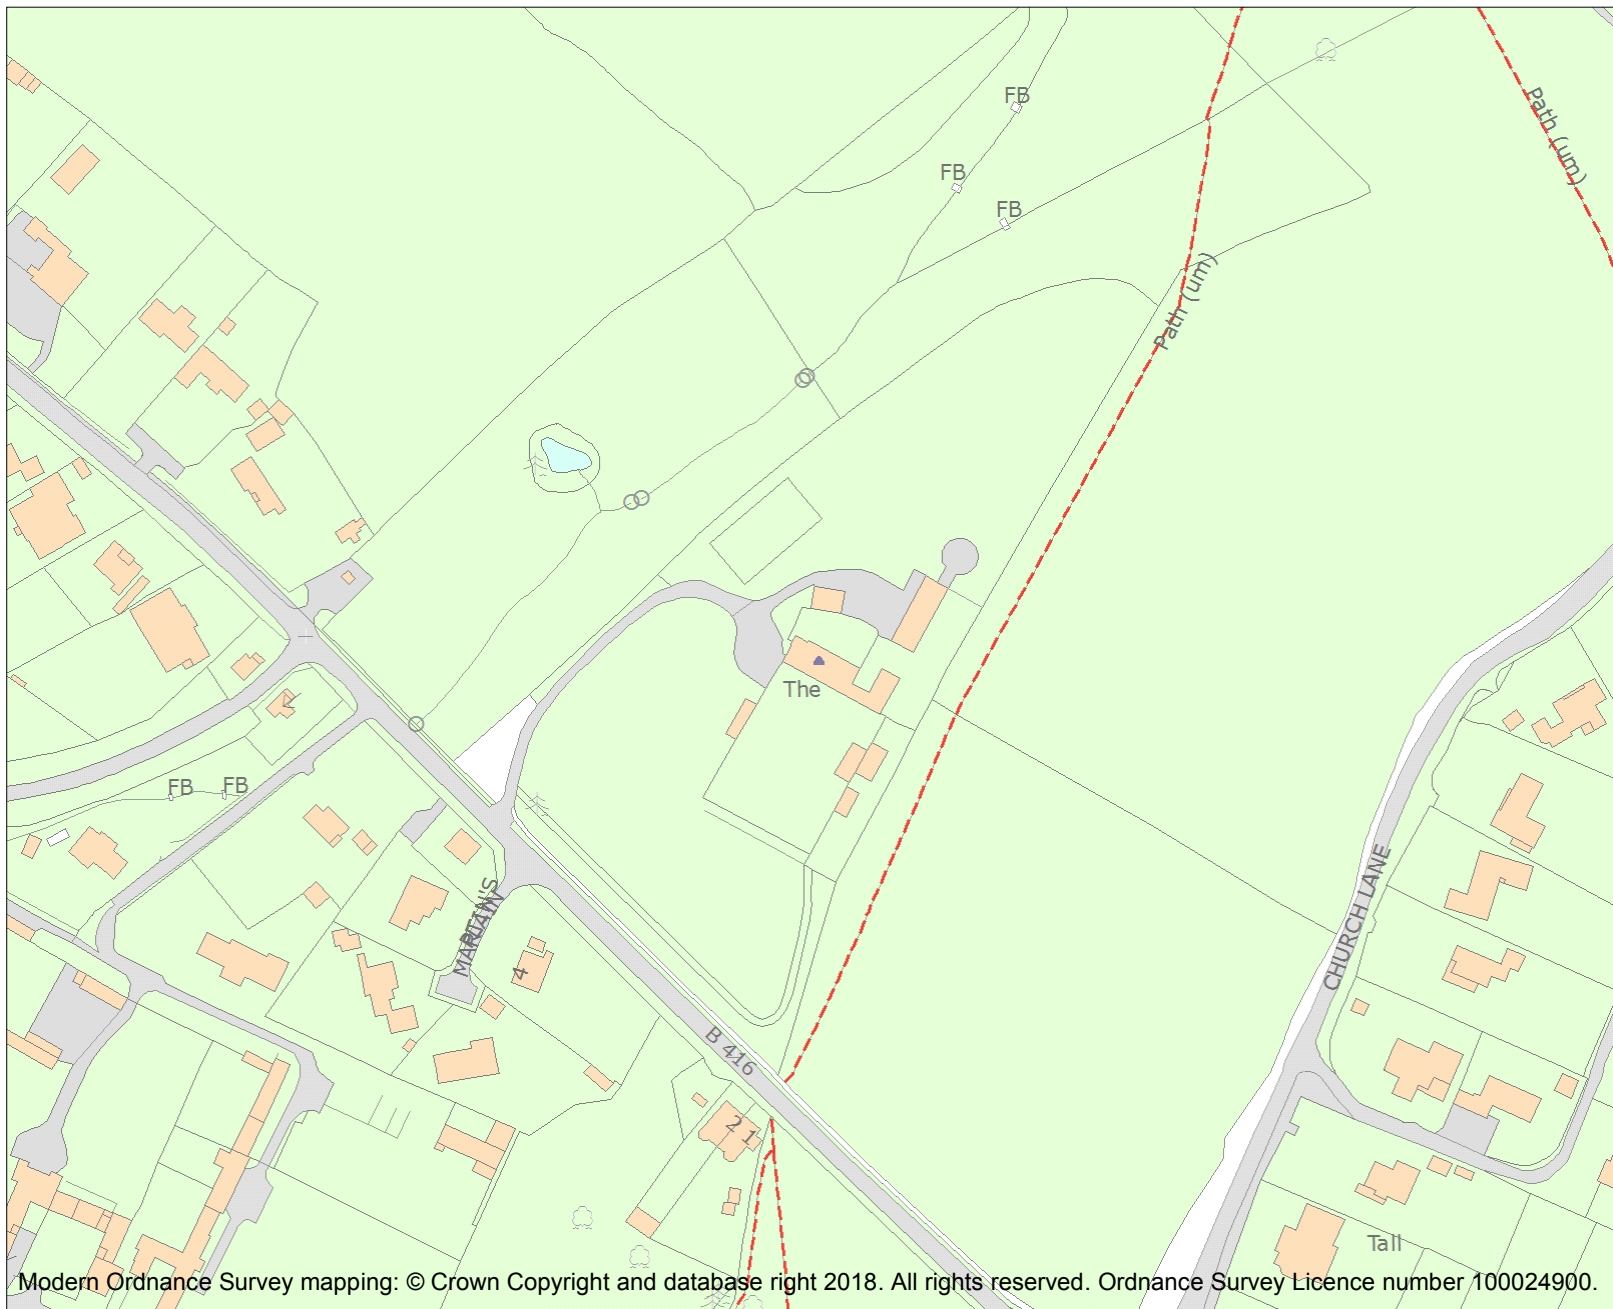 FB
Path (um)
FB
FB
Path (um)
The
FB FB
CHURCH LANE
4
B 416
2 1
Tall
Modern Ordnance Survey mapping: © Crown Copyright and database right 2018. All rights reserved. Ordnance Survey Licence number 100024900.